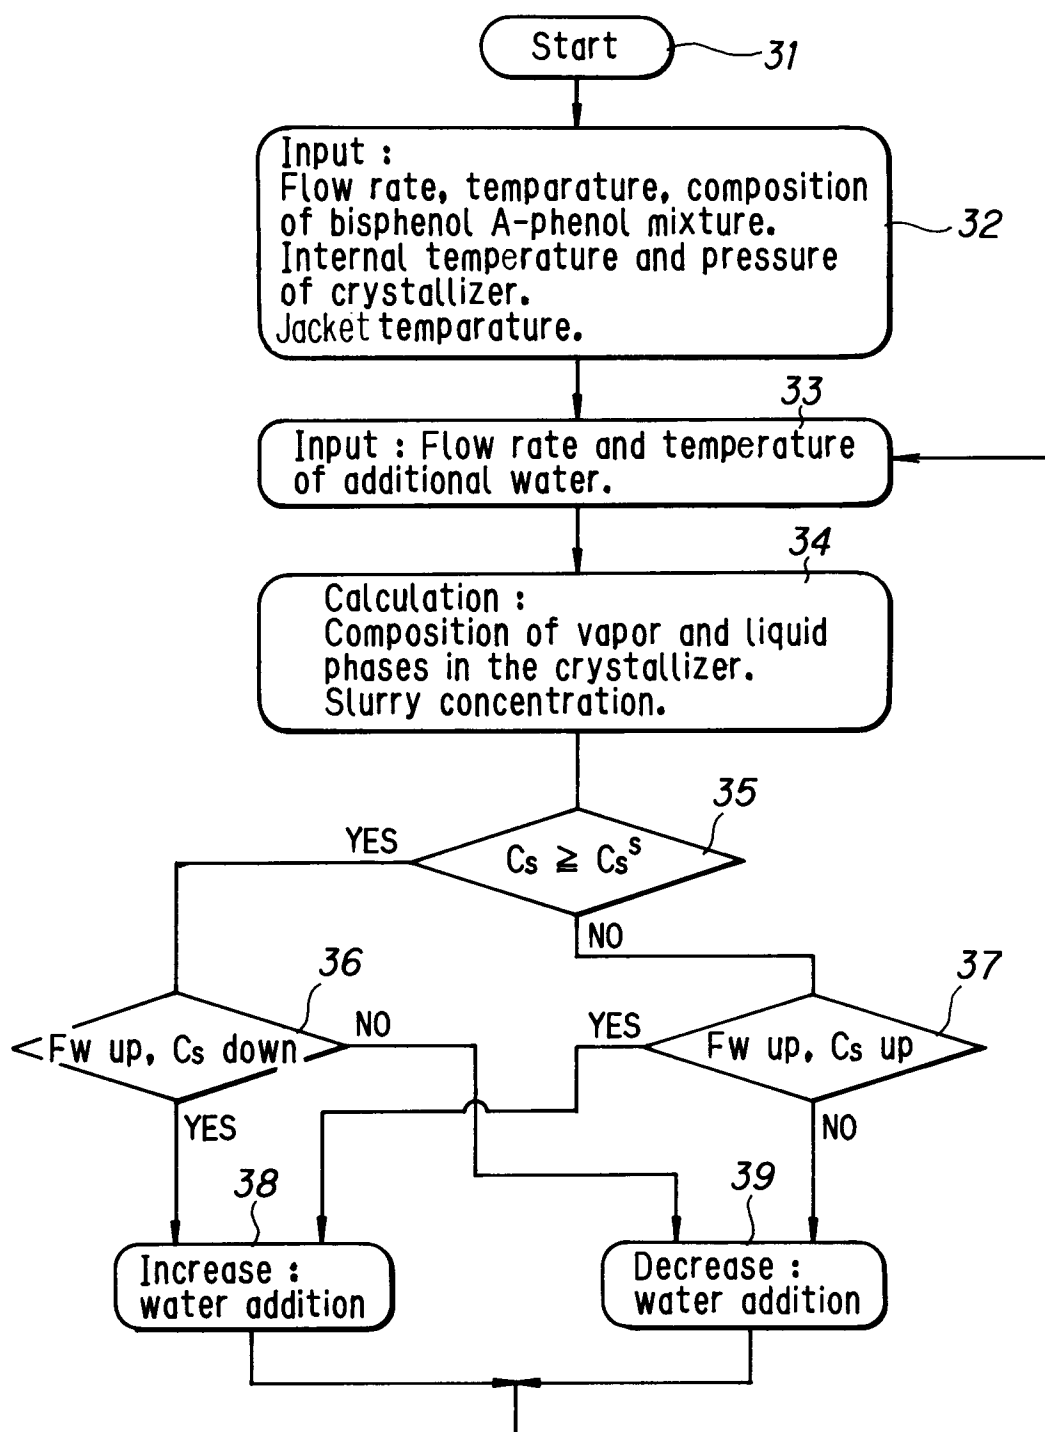 Start
31
Input :
Flow rate, temparature, composition
of bisphenol A-phenol mixture.
Internal temperature and pressure
of crystallizer.
Jacket temparature.
32
33
Input : Flow rate and temperature
of additional water.
34
Calculation :
Composition of vapor and liquid
phases in the crystallizer.
Slurry concentration.
35
YES
Cs ≧ Cs^s
NO
36
37
Fw up, Cs down
NO
YES
Fw up, Cs up
YES
NO
38
39
Increase :
water addition
Decrease :
water addition